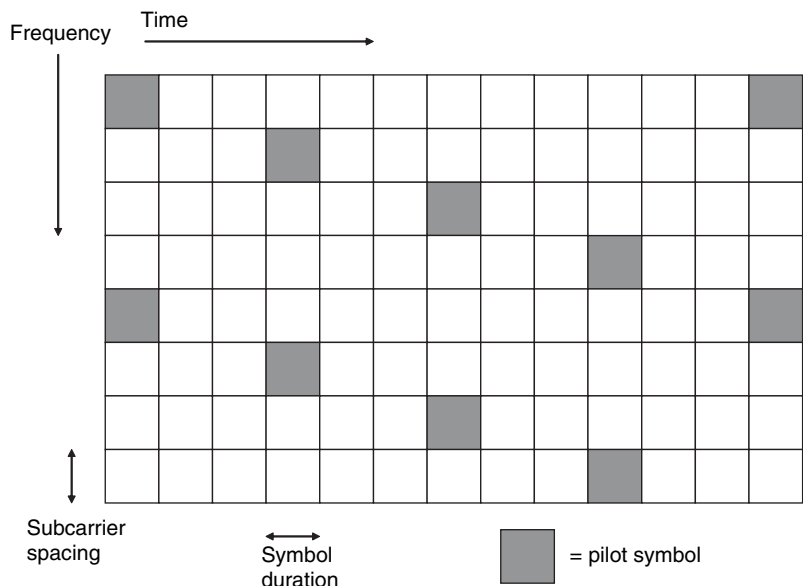 Time
Frequency
Subcarrier
spacing
Symbol
duration
= pilot symbol